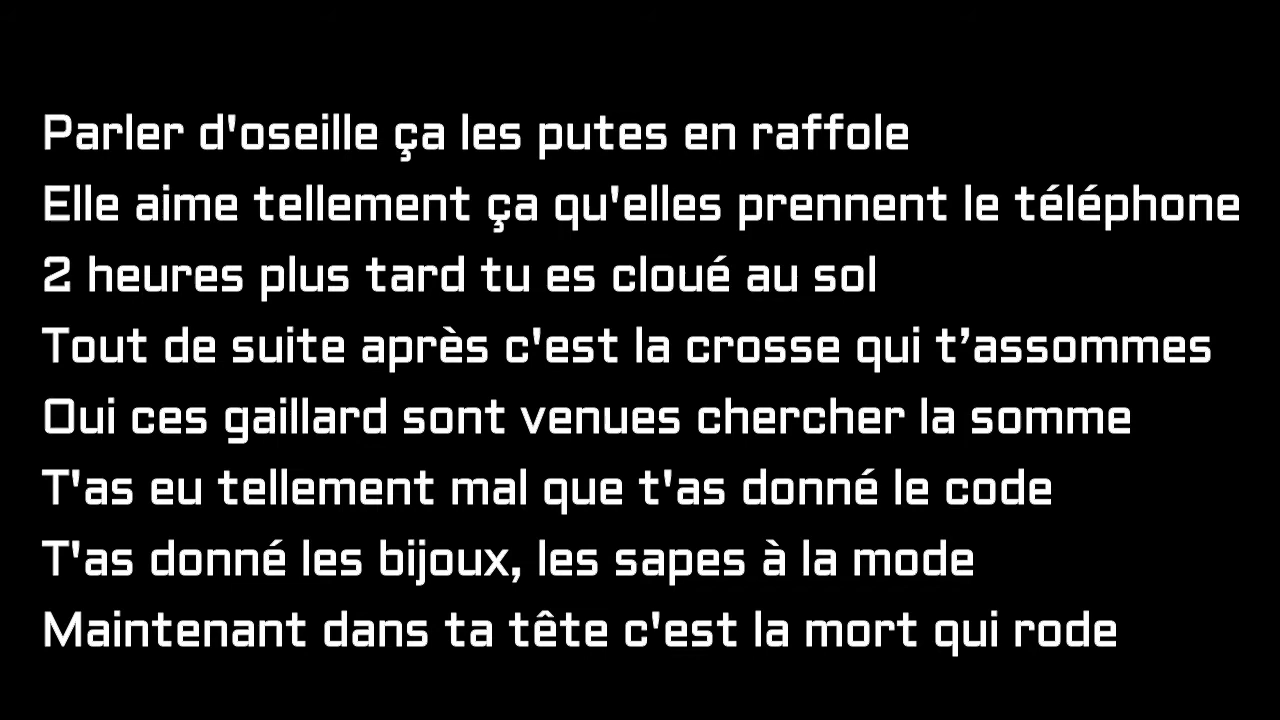 Parler d'oseille ça les putes en raffole
Elle aime tellement ça qu'elles prennent le téléphone
2 heures plus tard tu es cloué au sol
Tout de suite après c'est la crosse qui t’assommes
Oui ces gaillard sont venues chercher la somme
T'as eu tellement mal que t'as donné le code
T'as donné les bijoux, les sapes à la mode
Maintenant dans ta tête c'est la mort qui rode